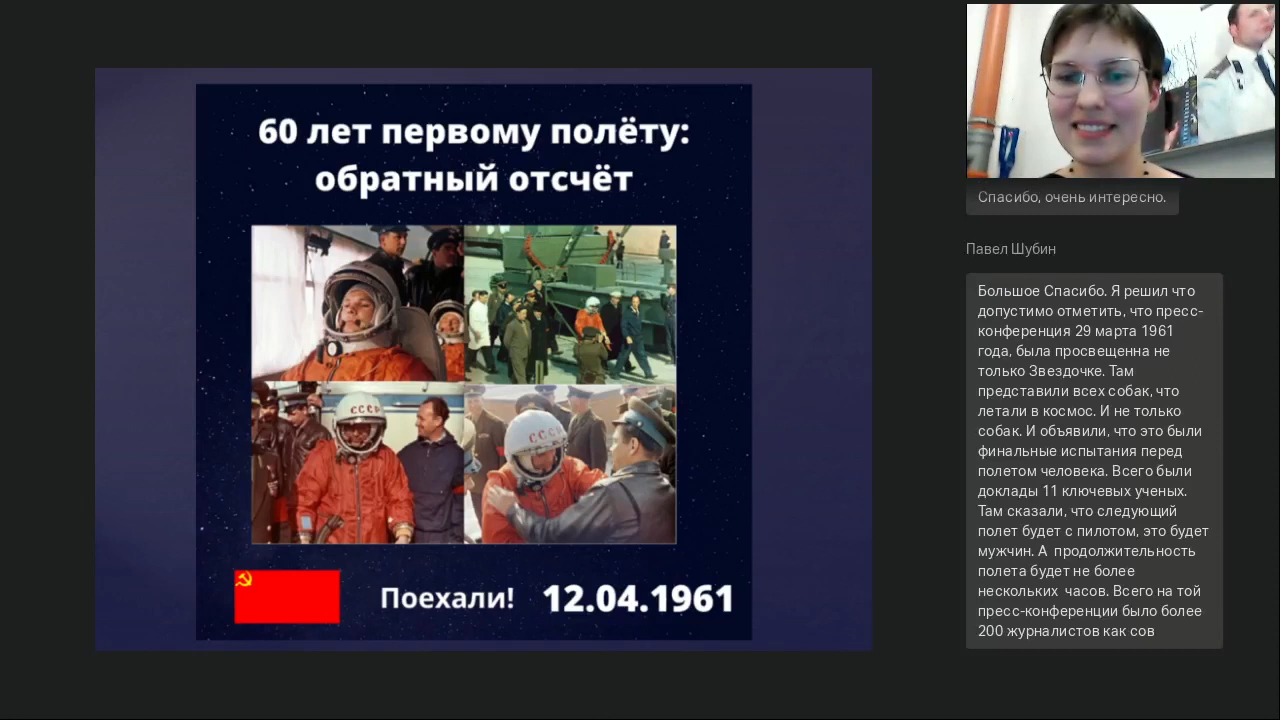 60 лет первому полёту:
обратный отсчёт
СССР
СССР
Поехали!
12.04.1961
Спасибо, очень интересно.
Павел Шубин
Большое Спасибо. Я решил что
допустимо отметить, что пресс-
конференция 29 марта 1961
года, была просвещенна не
только Звездочке. Там
представили всех собак, что
летали в космос. И не только
собак. И объявили, что это были
финальные испытания перед
полетом человека. Всего были
доклады 11 ключевых ученых.
Там сказали, что следующий
полет будет с пилотом, это будет
мужчин. А продолжительность
полета будет не более
нескольких часов. Всего на той
пресс-конференции было более
200 журналистов как сов